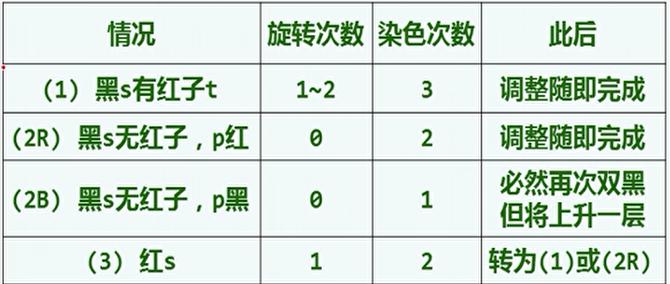 情况 旋转次数 染色次数 此后
(1) 黑s有红子t 1~2 3 调整随即完成
(2R) 黑s无红子，p红 0 2 调整随即完成
(2B) 黑s无红子，p黑 0 1 必然再次双黑
但将上升一层
(3) 红s 1 2 转为(1)或(2R)